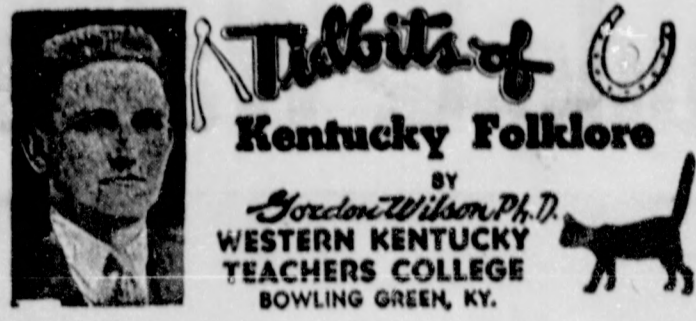 Tidbits of
Kentucky Folklore
BY
Gordon Wilson, Ph.D.
WESTERN KENTUCKY
TEACHERS COLLEGE
BOWLING GREEN, KY.